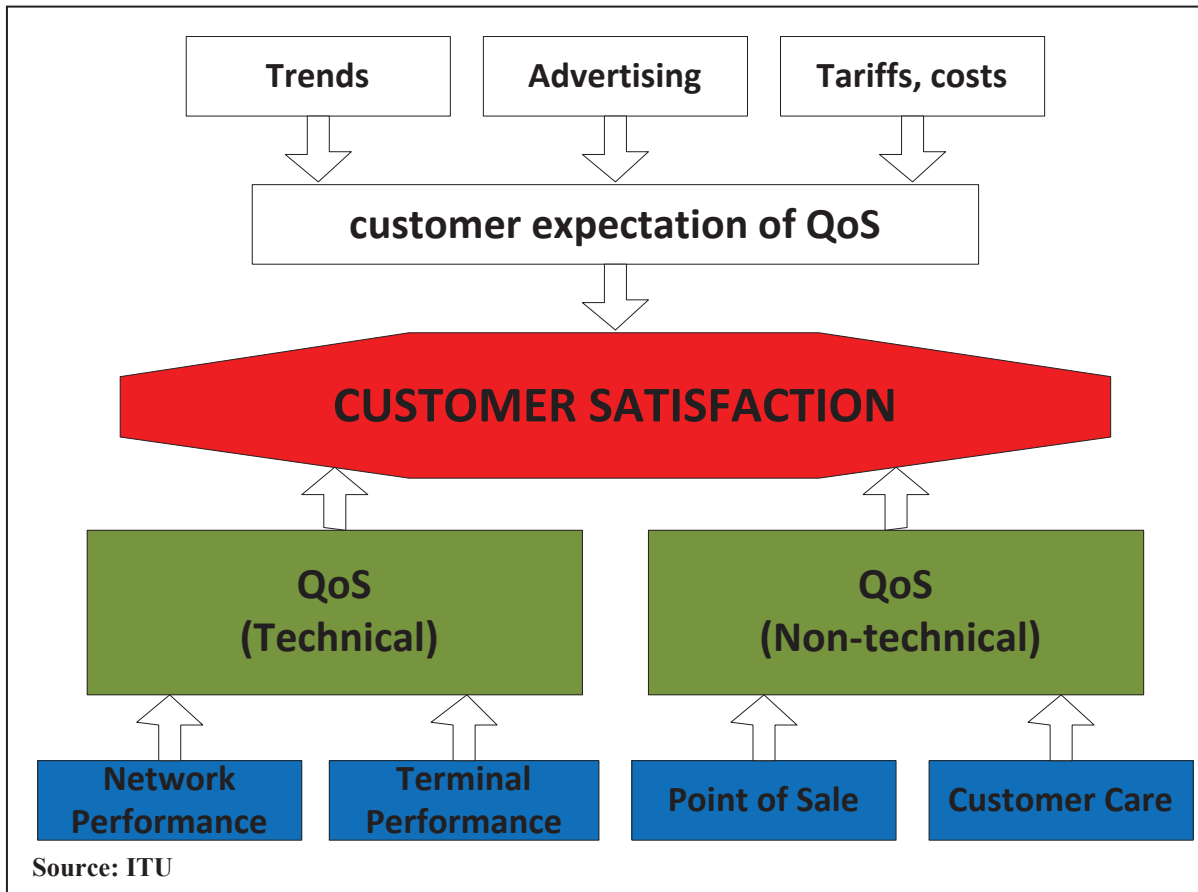 Trends
Advertising
Tariffs, costs
customer expectation of QoS
CUSTOMER SATISFACTION
QoS
(Technical)
QoS
(Non-technical)
Network
Performance
Terminal
Performance
Point of Sale
Customer Care
Source: ITU